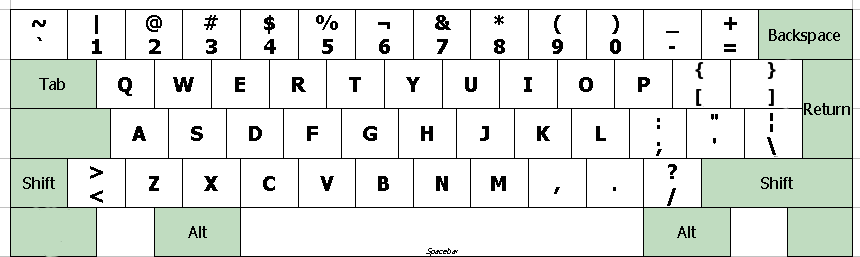 ~ | @ # $ % ¬ & * ( ) _ +
` 1 2 3 4 5 6 7 8 9 0 - = Backspace
Tab Q W E R T Y U I O P { }
[ ] Return
A S D F G H J K L : " ¦
; ' \
Shift > Z X C V B N M , . ? Shift
< /
Alt Alt
Spacebar